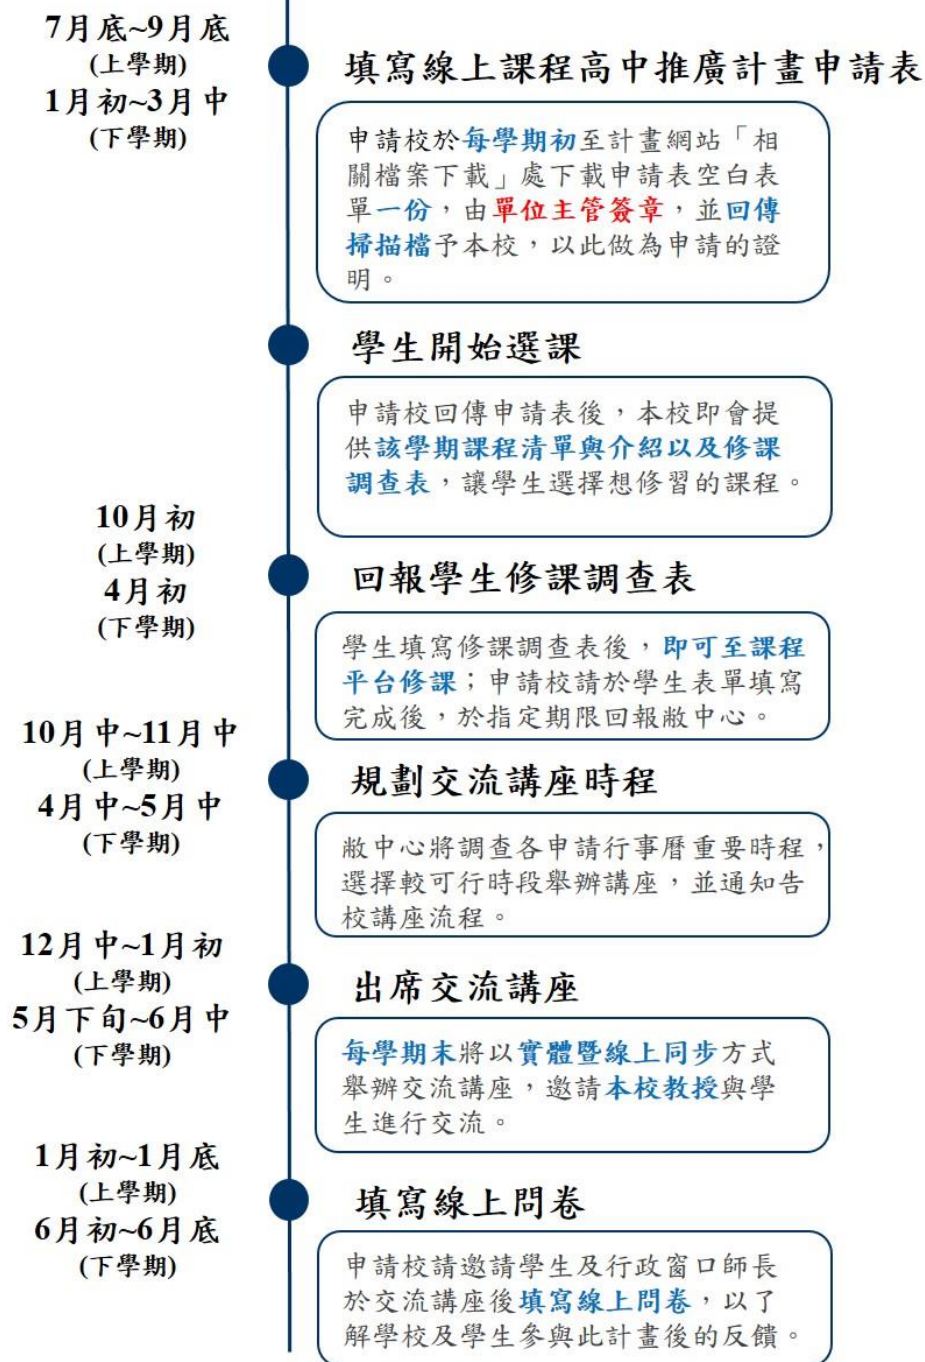 7月底~9月底
(上學期)
1月初~3月中
(下學期)
填寫線上課程高中推廣計畫申請表
申請校於每學期初至計畫網站「相
關檔案下載」處下載申請表空白表
單一份，由單位主管簽章，並回傳
掃描檔予本校，以此做為申請的證
明。
學生開始選課
申請校回傳申請表後，本校即會提
供該學期課程清單與介紹以及修課
調查表，讓學生選擇想修習的課程。
10月初
(上學期)
4月初
(下學期)
回報學生修課調查表
學生填寫修課調查表後，即可至課程
平台修課；申請校請於學生表單填寫
完成後，於指定期限回報敝中心。
10月中~11月中
(上學期)
4月中~5月中
(下學期)
規劃交流講座時程
敝中心將調查各申請行事曆重要時程，
選擇較可行時段舉辦講座，並通知告
校講座流程。
12月中~1月初
(上學期)
5月下旬~6月中
(下學期)
出席交流講座
每學期末將以實體暨線上同步方式
舉辦交流講座，邀請本校教授與學
生進行交流。
1月初~1月底
(上學期)
6月初~6月底
(下學期)
填寫線上問卷
申請校請邀請學生及行政窗口師長
於交流講座後填寫線上問卷，以了
解學校及學生參與此計畫後的反饋。